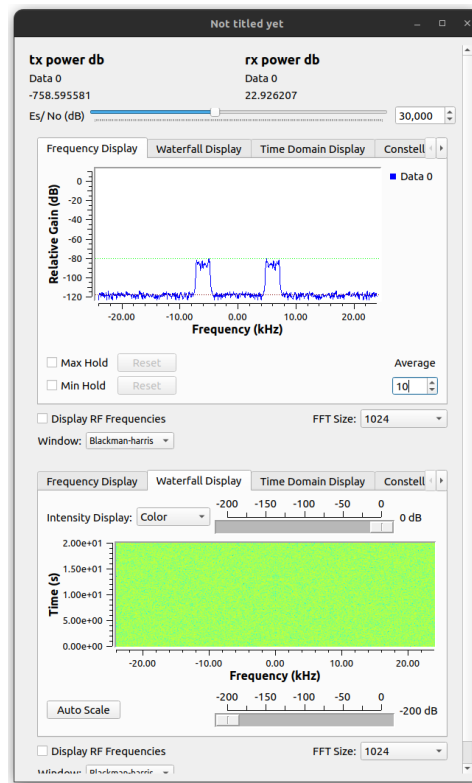 Not titled yet
tx power db rx power db
Data 0 Data 0
-758.595581 22.926207
Es/ No (dB) 30,000
Frequency Display Waterfall Display Time Domain Display Constell
Data 0
Relative Gain (dB)
0
-20
-40
-60
-80
-100
-120
-20.00 -10.00 0.00 10.00 20.00
Frequency (kHz)
Max Hold Reset Average
Min Hold Reset 10
Display RF Frequencies FFT Size: 1024
Window: Blackman-harris
Frequency Display Waterfall Display Time Domain Display Constell
-200 -150 -100 -50 0
Intensity Display: Color 0 dB
Time (s)
2.00e+01
1.50e+01
1.00e+01
5.00e+00
0.00e+00
-20.00 -10.00 0.00 10.00 20.00
Frequency (kHz)
-200 -150 -100 -50 0
Auto Scale -200 dB
Display RF Frequencies FFT Size: 1024
Window: Blackman-harris